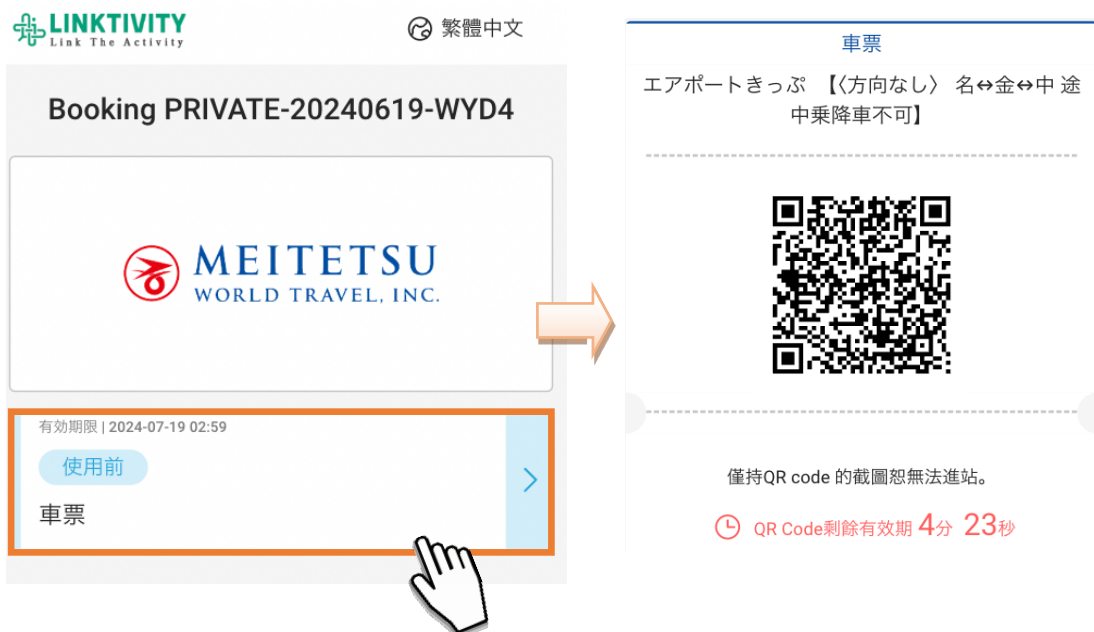 LINKTIVITY
Link The Activity
繁體中文
Booking PRIVATE-20240619-WYD4
MEITETSU
WORLD TRAVEL, INC.
有効期限 | 2024-07-19 02:59
使用前
車票
車票
エアポートきっぷ 【〈方向なし〉 名↔金↔中 途
中乗降車不可】
僅持QR code 的截圖恕無法進站。
QR Code剩餘有效期 4分 23秒